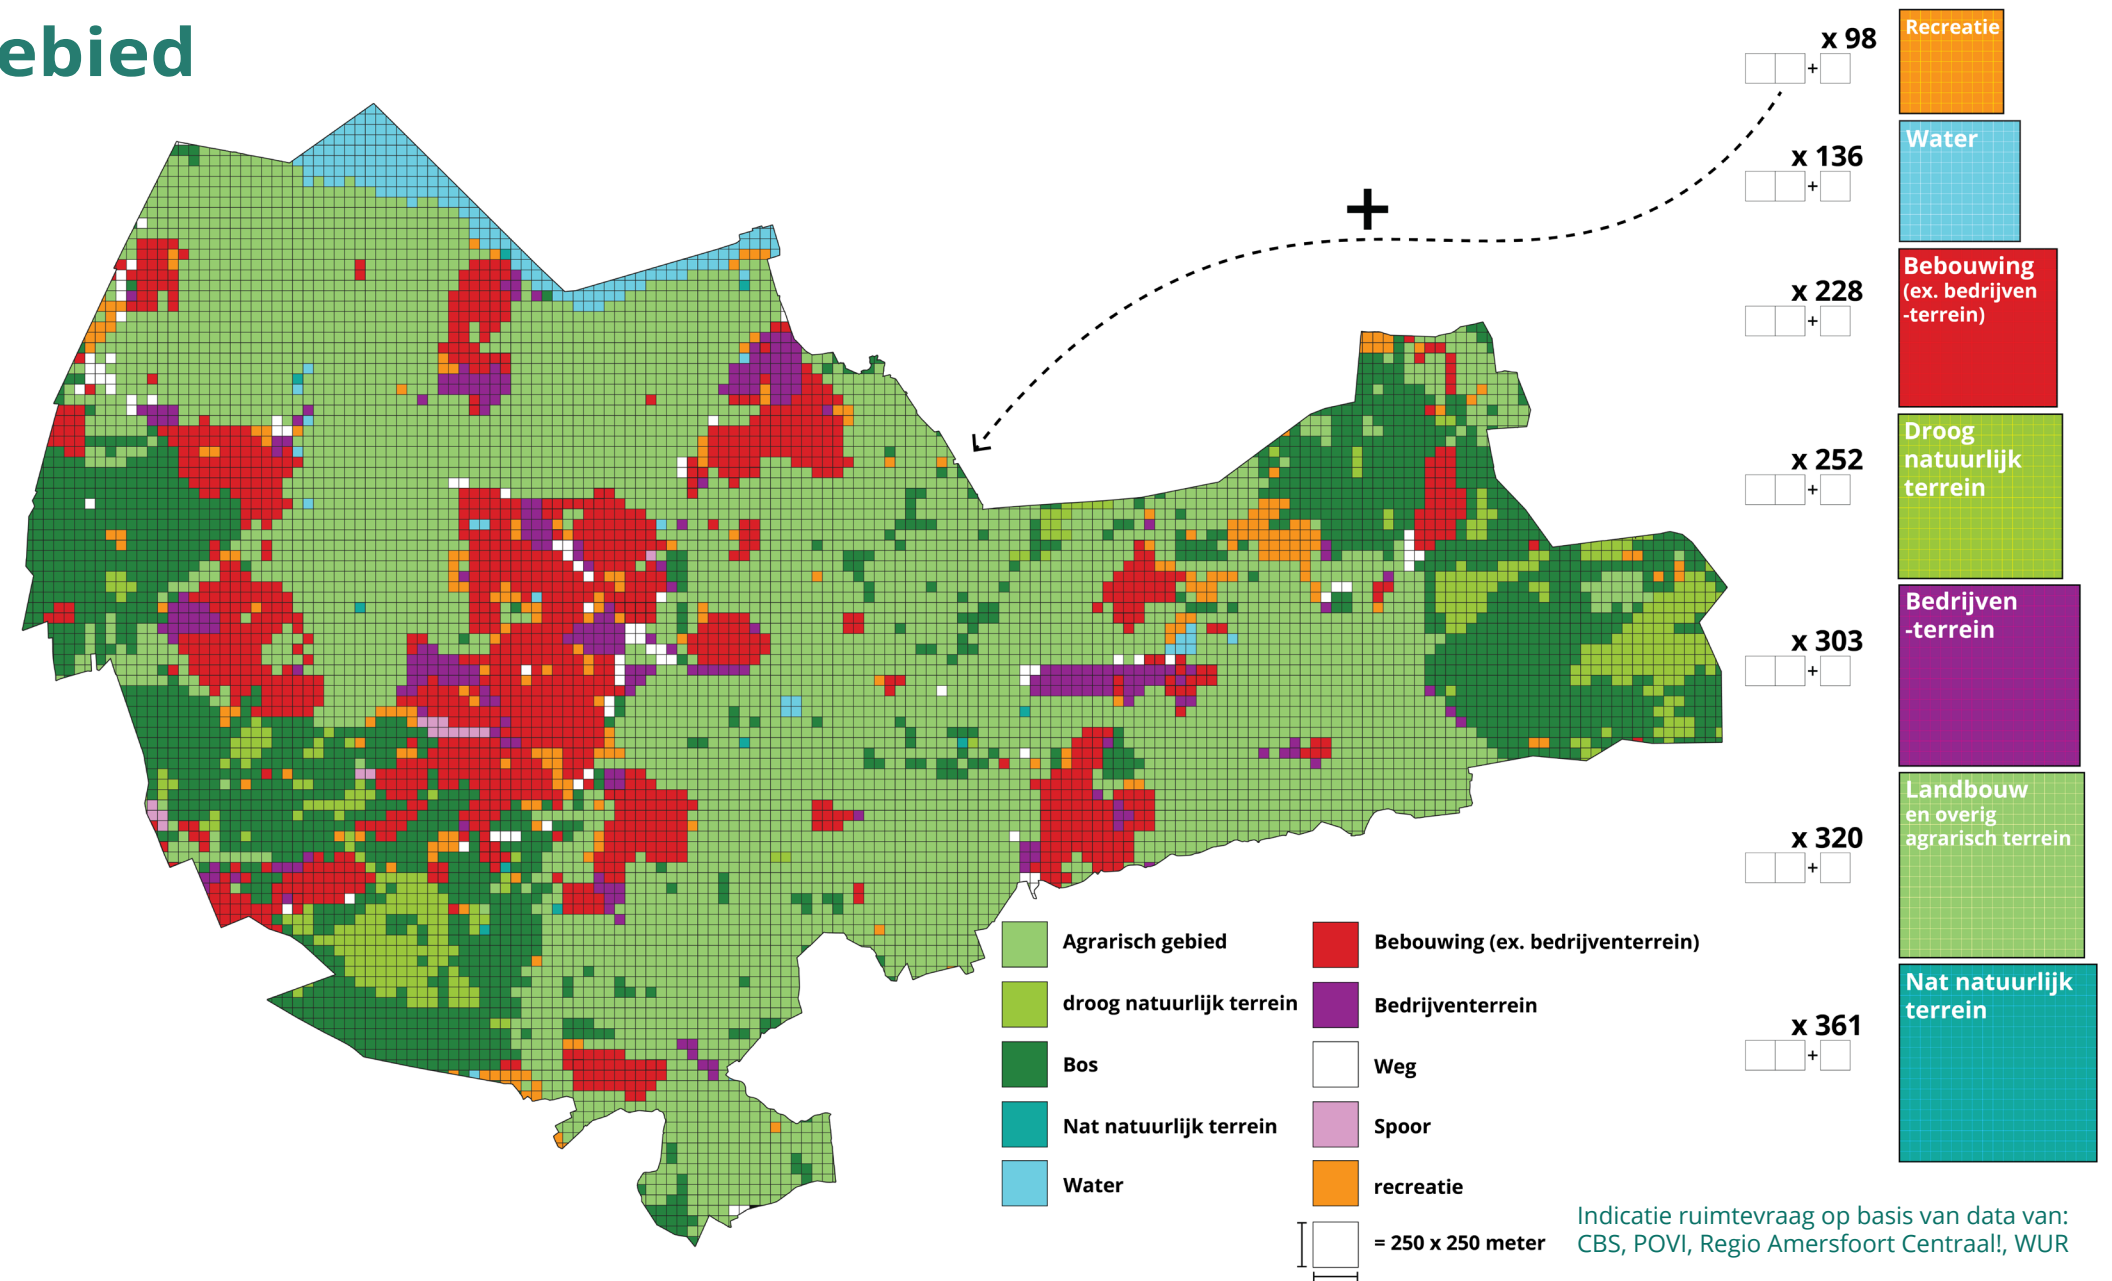 ebied
x 98
+
Recreatie
x 136
+
Water
+
x 228
+
Bebouwing
(ex. bedrijven
-terrein)
x 252
+
Droog
natuurlijk
terrein
x 303
+
Bedrijven
-terrein
x 320
+
Landbouw
en overig
agrarisch terrein
x 361
+
Nat natuurlijk
terrein
Agrarisch gebied
droog natuurlijk terrein
Bos
Nat natuurlijk terrein
Water
Bebouwing (ex. bedrijventerrein)
Bedrijventerrein
Weg
Spoor
recreatie
= 250 x 250 meter
Indicatie ruimtevraag op basis van data van:
CBS, POVI, Regio Amersfoort Centraal!, WUR